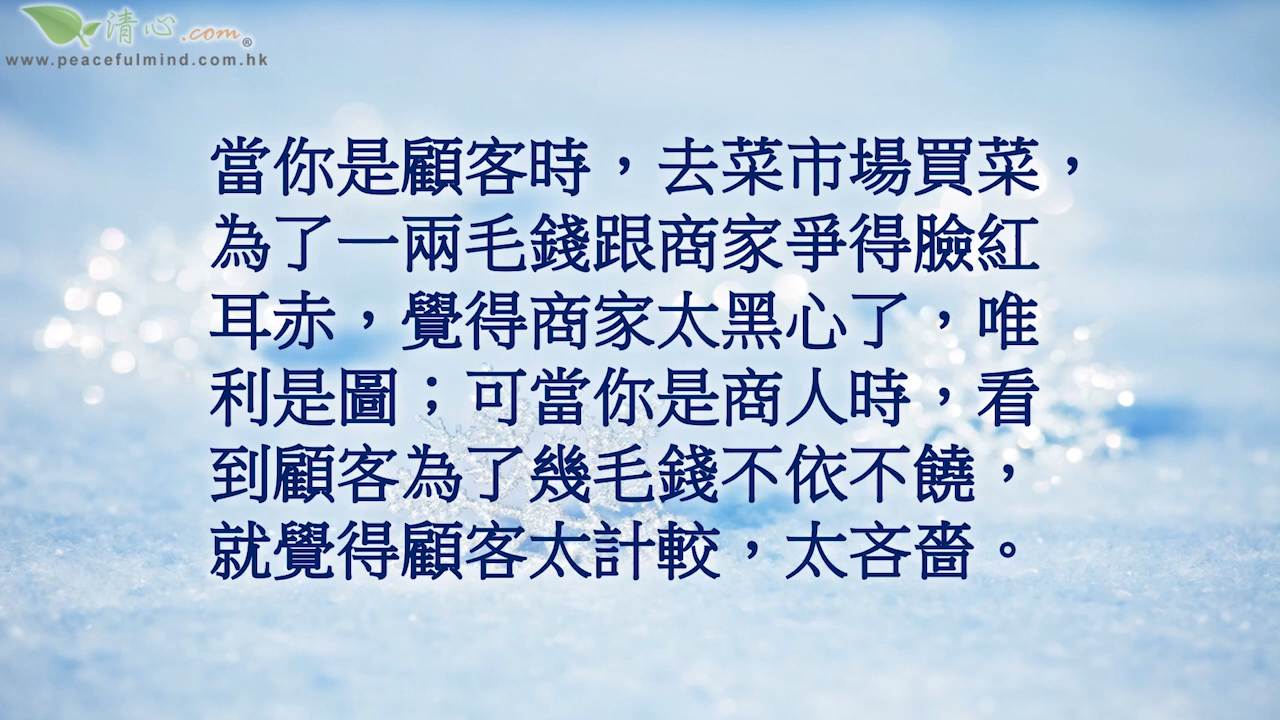 清心.com®
www.peacefulmind.com.hk
當你是顧客時，去菜市場買菜，
為了一兩毛錢跟商家爭得臉紅
耳赤，覺得商家太黑心了，唯
利是圖；可當你是商人時，看
到顧客為了幾毛錢不依不饒，
就覺得顧客太計較，太吝嗇。